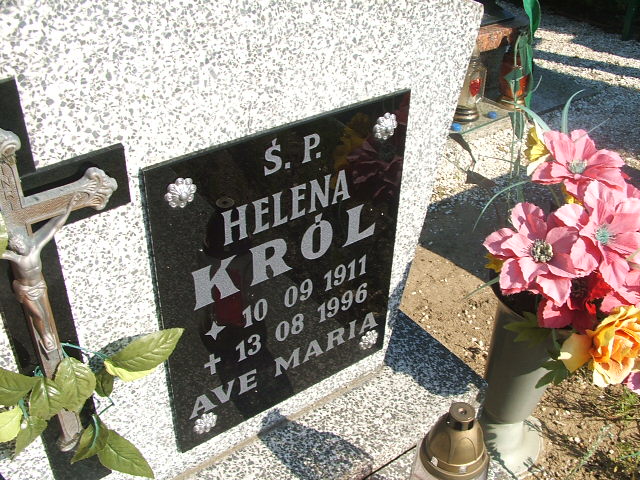 Ś. P.
HELENA
KRÓL
✦ 10 09 1911
✝ 13 08 1996
AVE MARIA